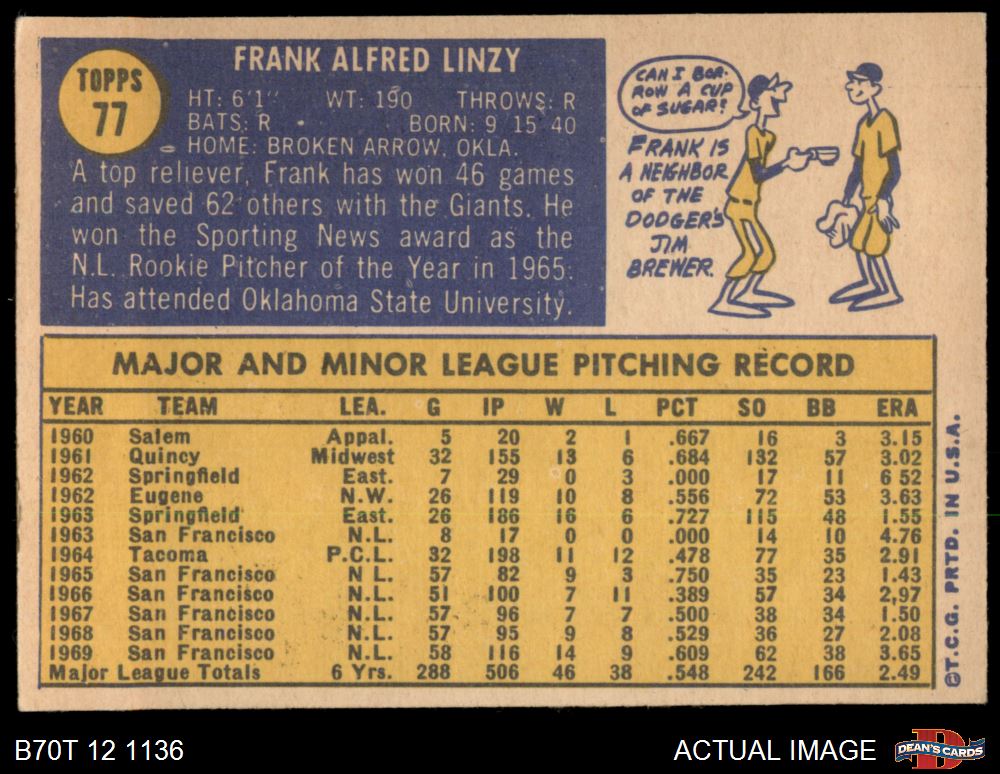 TOPPS
77
FRANK ALFRED LINZY
HT: 6'1" WT: 190 THROWS: R
BATS: R BORN: 9 15 40
HOME: BROKEN ARROW, OKLA.
A top reliever, Frank has won 46 games
and saved 62 others with the Giants. He
won the Sporting News award as the
N.L. Rookie Pitcher of the Year in 1965.
Has attended Oklahoma State University.
CAN I BOR-
ROW A CUP
OF SUGAR?
FRANK IS
A NEIGHBOR
OF THE
DODGER'S
JIM
BREWER.
MAJOR AND MINOR LEAGUE PITCHING RECORD
YEAR TEAM LEA. G IP W L PCT SO BB ERA
1960 Salem Appal. 5 20 2 1 .667 16 3 3.15
1961 Quincy Midwest 32 155 13 6 .684 132 57 3.02
1962 Springfield East. 7 29 0 3 .000 17 11 6 52
1962 Eugene N.W. 26 119 10 8 .556 72 53 3.63
1963 Springfield East. 26 186 16 6 .727 115 48 1.55
1963 San Francisco N.L. 8 17 0 0 .000 14 10 4.76
1964 Tacoma P.C.L. 32 198 11 12 .478 77 35 2.91
1965 San Francisco N L. 57 82 9 3 .750 35 23 1.43
1966 San Francisco N.L. 51 100 7 11 .389 57 34 2,97
1967 San Francisco N.L. 57 96 7 7 .500 38 34 1.50
1968 San Francisco N.L. 57 95 9 8 .529 36 27 2.08
1969 San Francisco N.L. 58 116 14 9 .609 62 38 3.65
Major League Totals 6 Yrs. 288 506 46 38 .548 242 166 2.49
©T.C.G. PRTD. IN U.S.A.
B70T 12 1136 ACTUAL IMAGE
DEAN'S CARDS